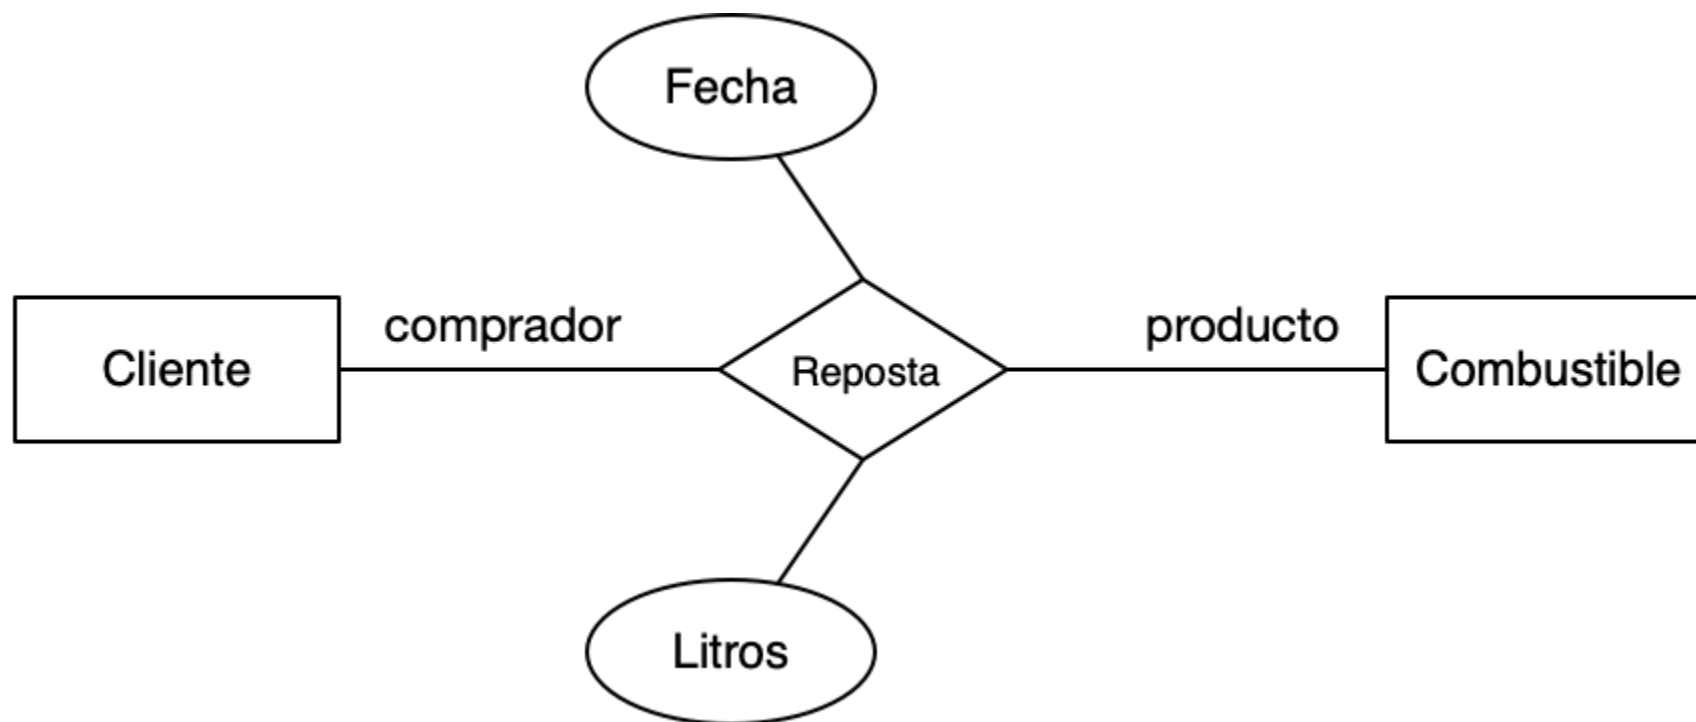 Fecha
comprador
producto
Cliente
Reposta
Combustible
Litros